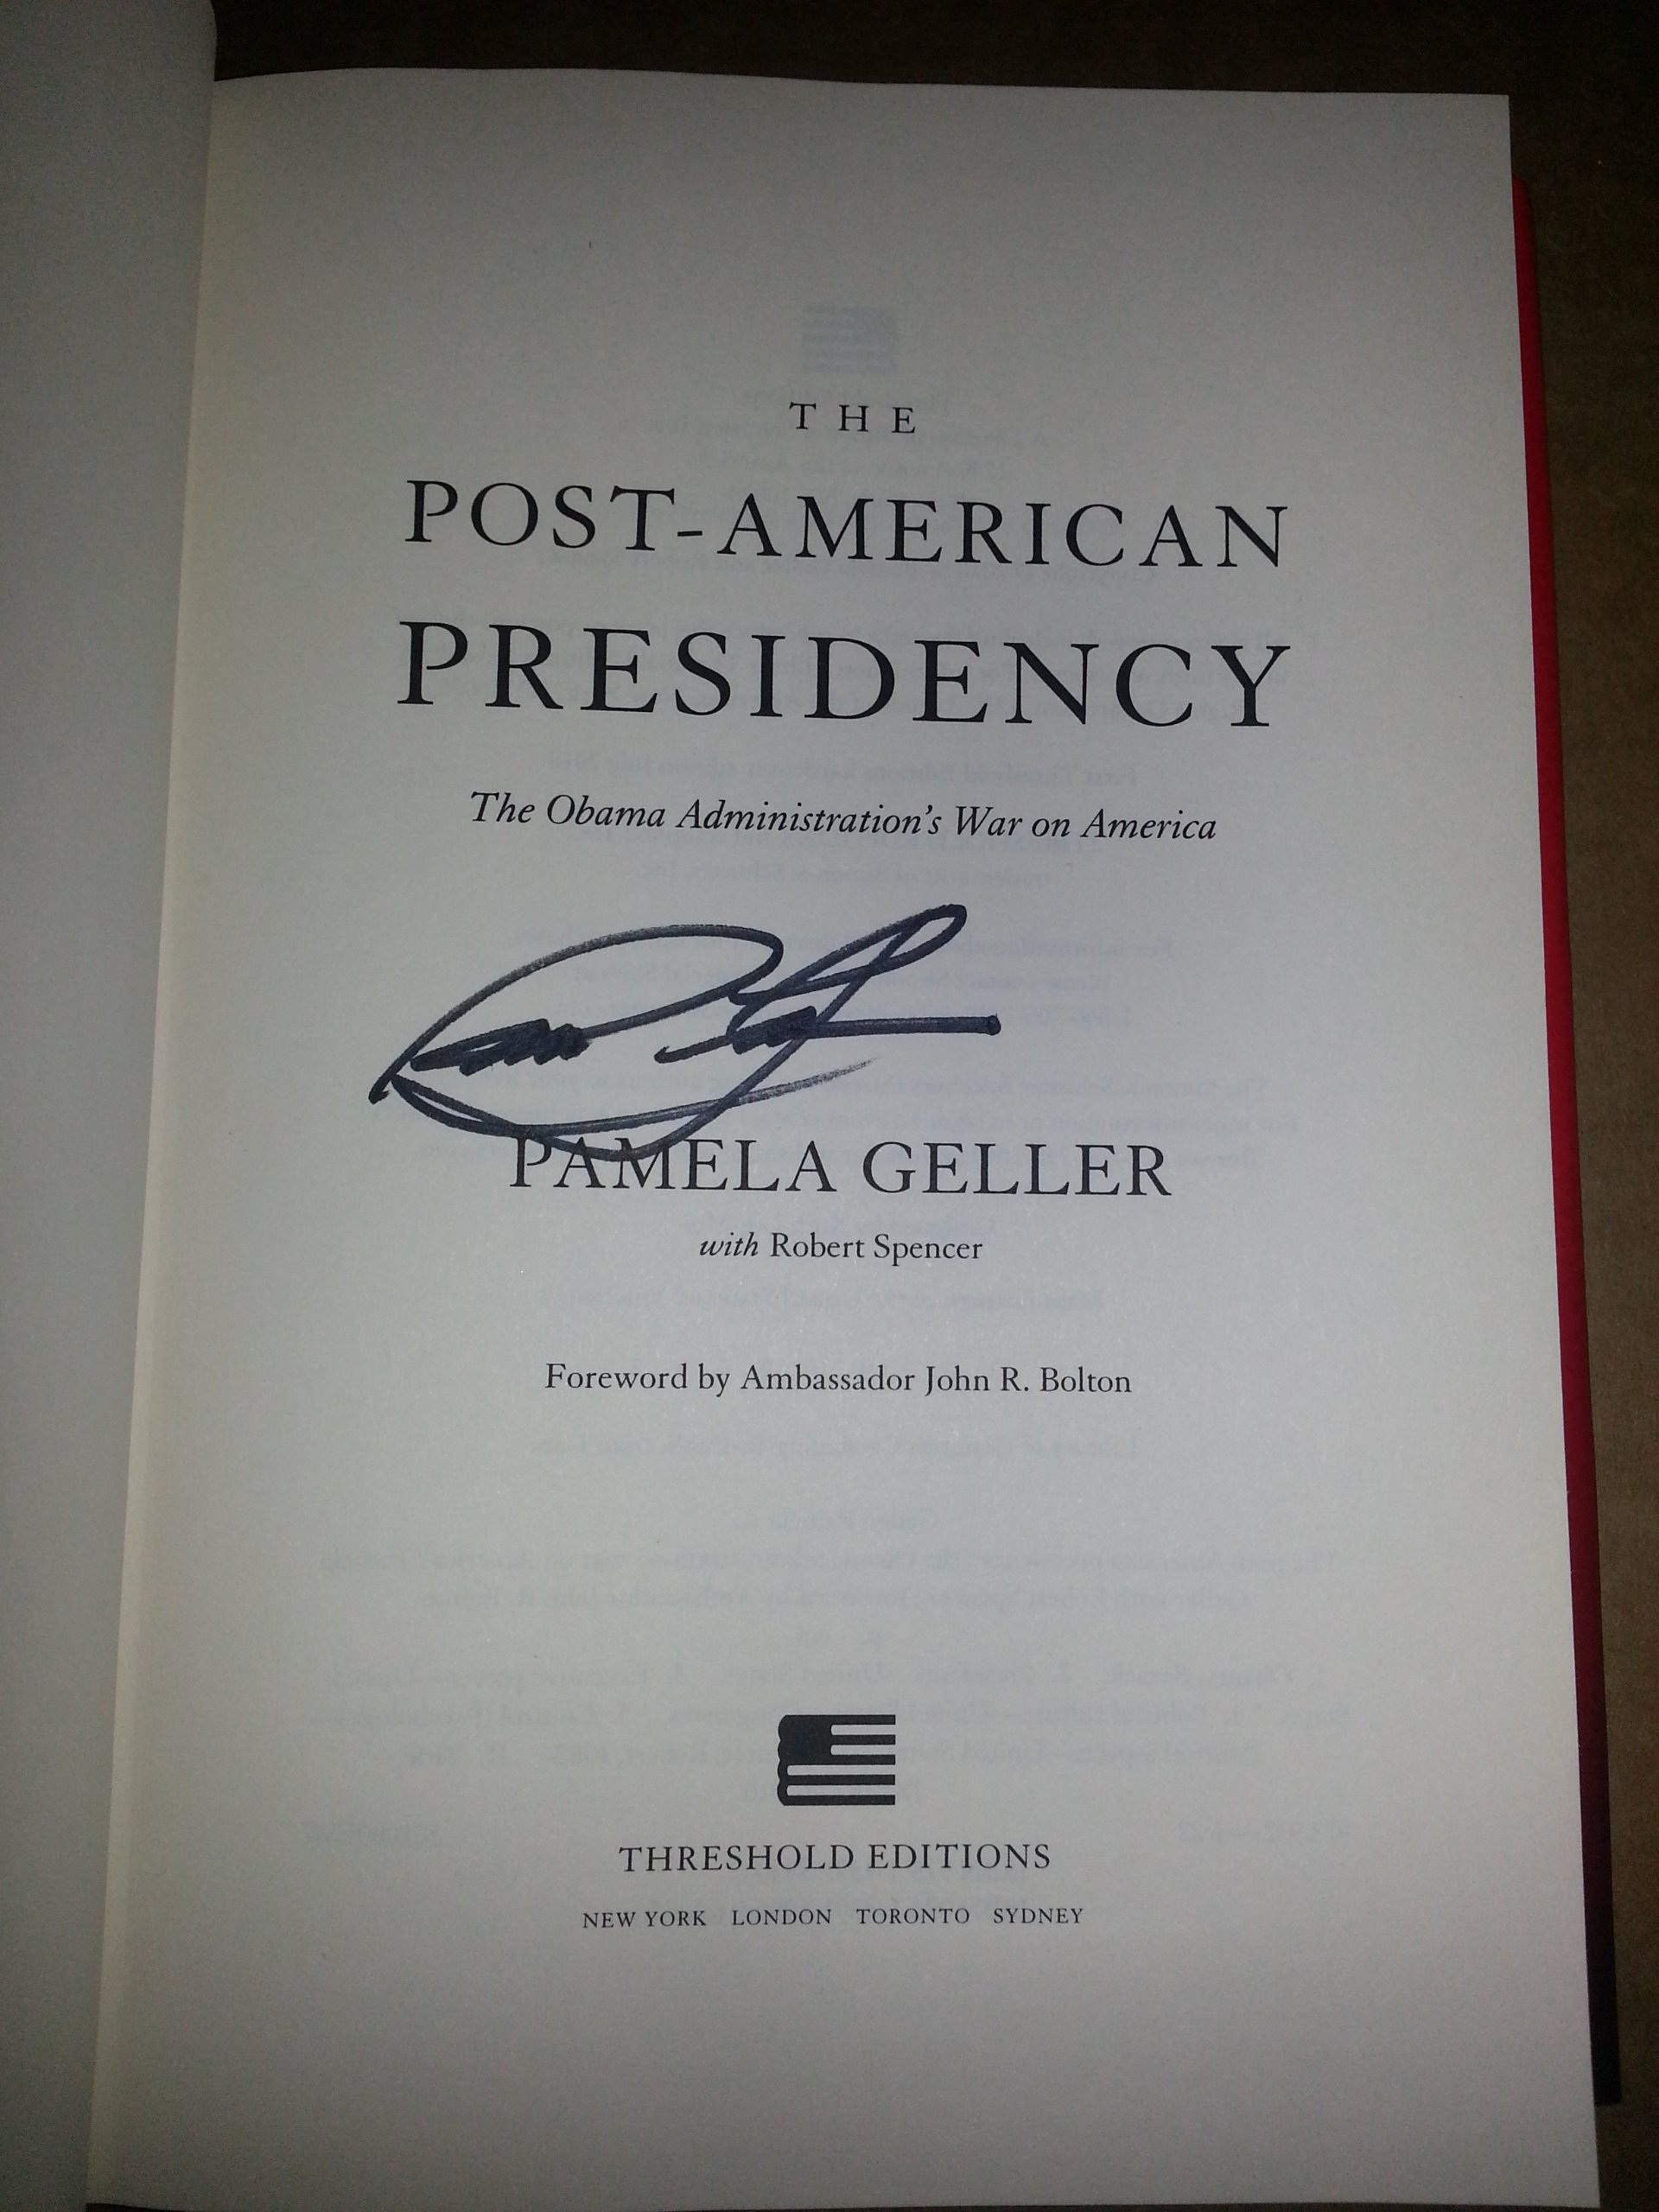 THE
POST-AMERICAN
PRESIDENCY
The Obama Administration's War on America
PAMELA GELLER
with Robert Spencer
Foreword by Ambassador John R. Bolton
THRESHOLD EDITIONS
NEW YORK LONDON TORONTO SYDNEY